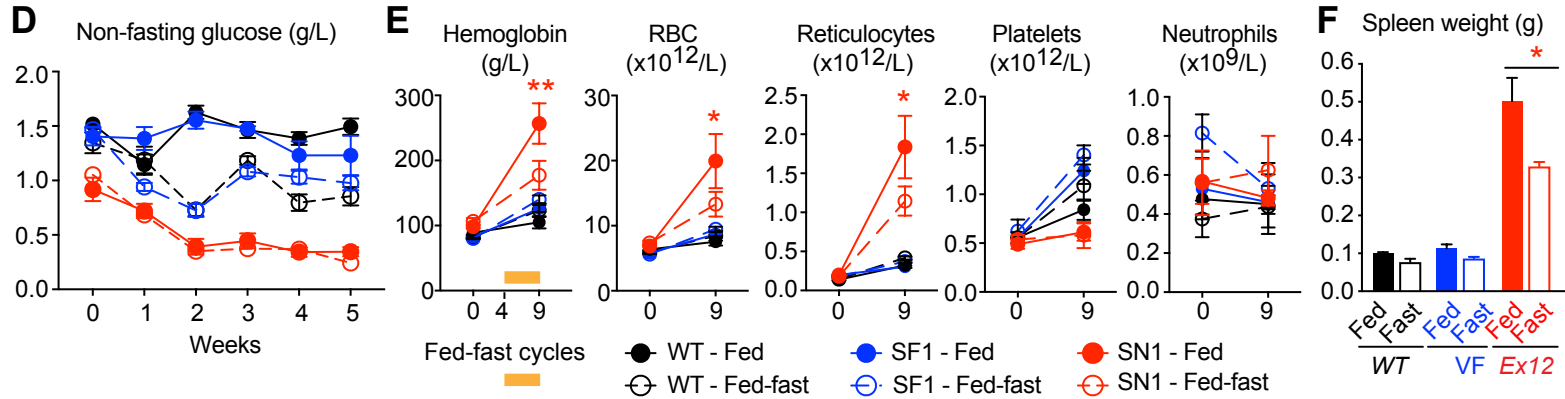 D
Non-fasting glucose (g/L)
2.0
1.5
1.0
0.5
0.0
0 1 2 3 4 5
Weeks
E
Hemoglobin
(g/L)
**
300
200
100
0
0 4 9
Fed-fast cycles
RBC
(x10¹²/L)
*
30
20
10
0
0 9
Reticulocytes
(x10¹²/L)
*
2.5
2.0
1.5
1.0
0.5
0.0
0 9
Platelets
(x10¹²/L)
2.0
1.5
1.0
0.5
0.0
0 9
Neutrophils
(x10⁹/L)
1.0
0.8
0.6
0.4
0.2
0.0
0 9
WT - Fed
SF1 - Fed
SN1 - Fed
WT - Fed-fast
SF1 - Fed-fast
SN1 - Fed-fast
F
Spleen weight (g)
*
0.6
0.5
0.4
0.3
0.2
0.1
0.0
Fed Fast Fed Fast Fed Fast
WT VF Ex12